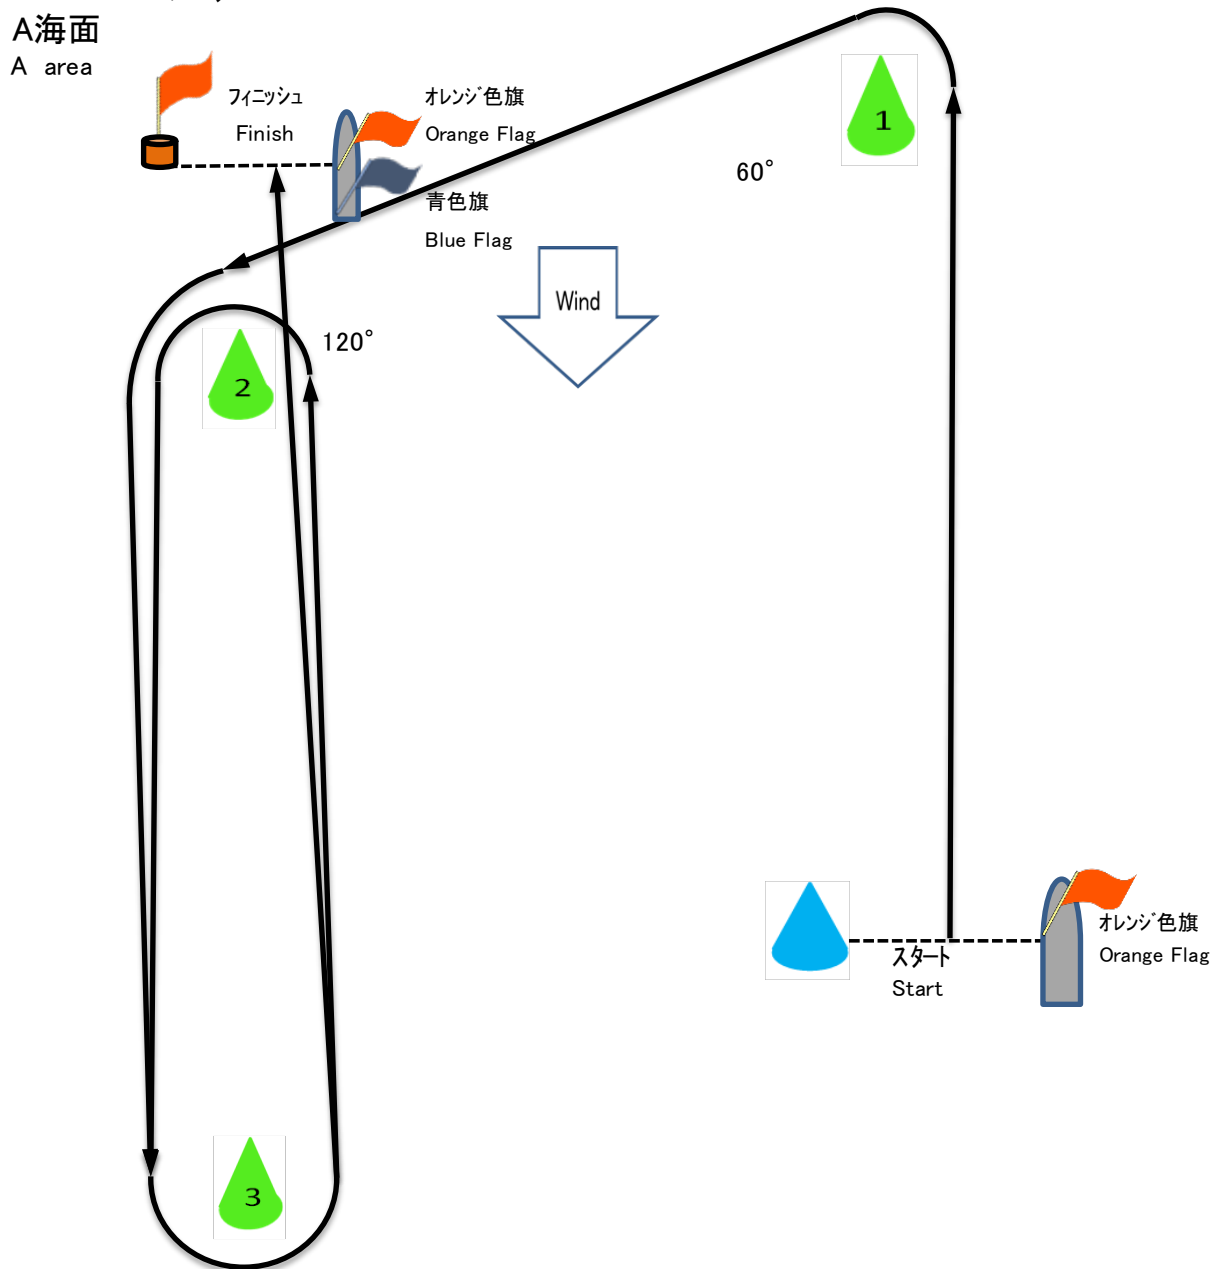 A海面
A area
フィニッシュ
Finish
オレンジ色旗
Orange Flag
青色旗
Blue Flag
1
60°
Wind
120°
2
オレンジ色旗
Orange Flag
スタート
Start
3